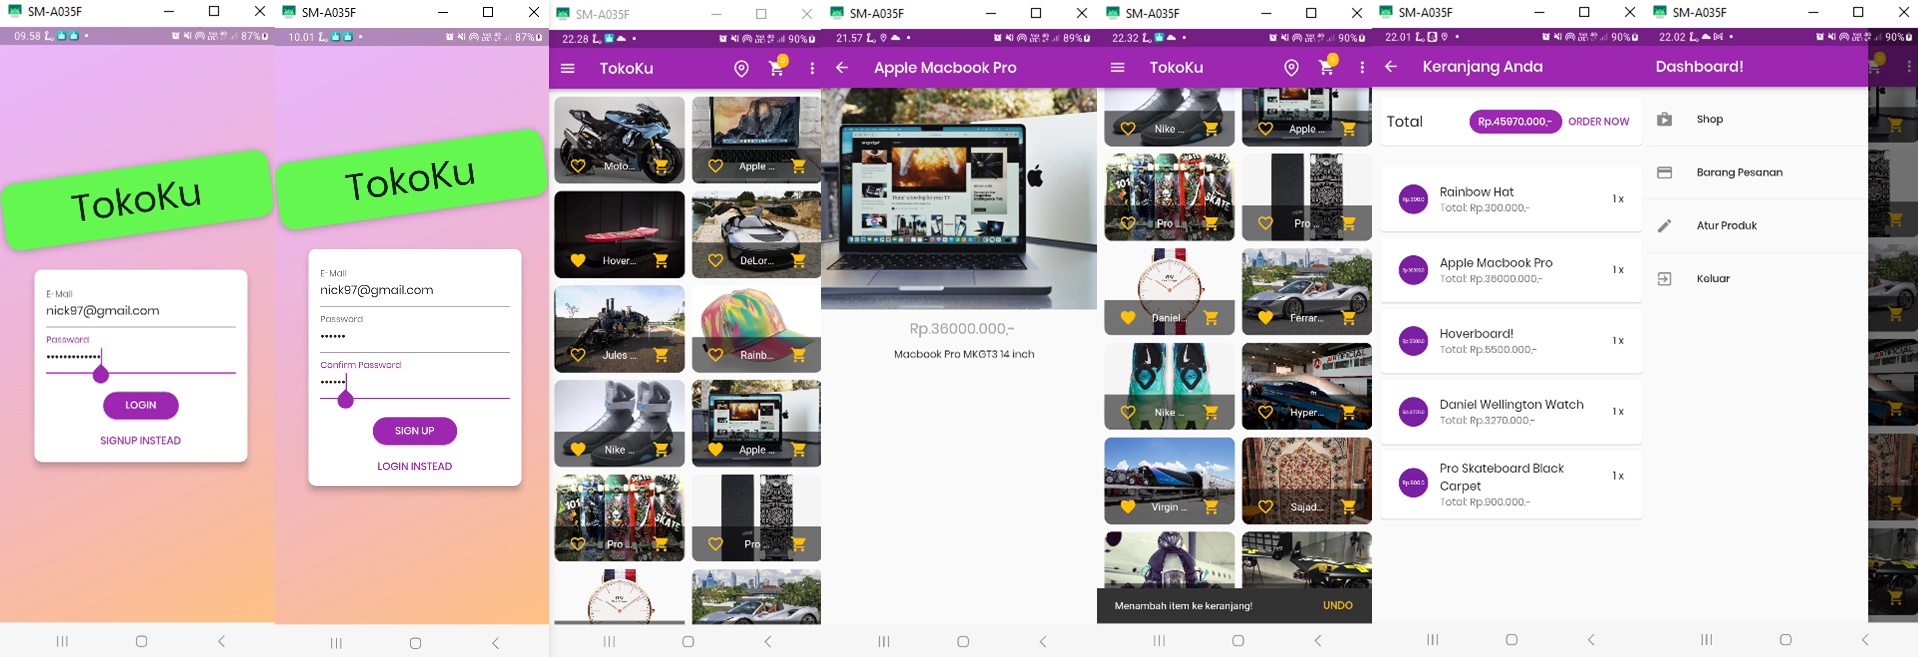 SM-A035F
09.58
87%
TokoKu
E-Mail
nick97@gmail.com
Password
LOGIN
SIGNUP INSTEAD
SM-A035F
10.01
87%
TokoKu
E-Mail
nick97@gmail.com
Password
Confirm Password
SIGN UP
LOGIN INSTEAD
SM-A035F
22.28
90%
TokoKu
0
Moto...
Apple ...
Hover...
DeLor...
Jules ...
Rainb...
Nike ...
Apple ...
Pro ...
Pro ...
SM-A035F
21.57
89%
Apple Macbook Pro
Rp.36000.000,-
Macbook Pro MKGT3 14 inch
SM-A035F
22.32
90%
TokoKu
Nike ...
Apple ...
Pro ...
Pro ...
Daniel...
Ferrar...
Nike ...
Hyper...
Virgin ...
Sajad...
Menambah item ke keranjang!
UNDO
SM-A035F
22.01
90%
Keranjang Anda
Total
Rp.45970.000,-
ORDER NOW
Rainbow Hat
Total: Rp.300.000,-
1 x
Apple Macbook Pro
Total: Rp.36000.000,-
1 x
Hoverboard!
Total: Rp.5500.000,-
1 x
Daniel Wellington Watch
Total: Rp.3270.000,-
1 x
Pro Skateboard Black
Carpet
Total: Rp.900.000,-
1 x
SM-A035F
22.02
90%
Dashboard!
Shop
Barang Pesanan
Atur Produk
Keluar